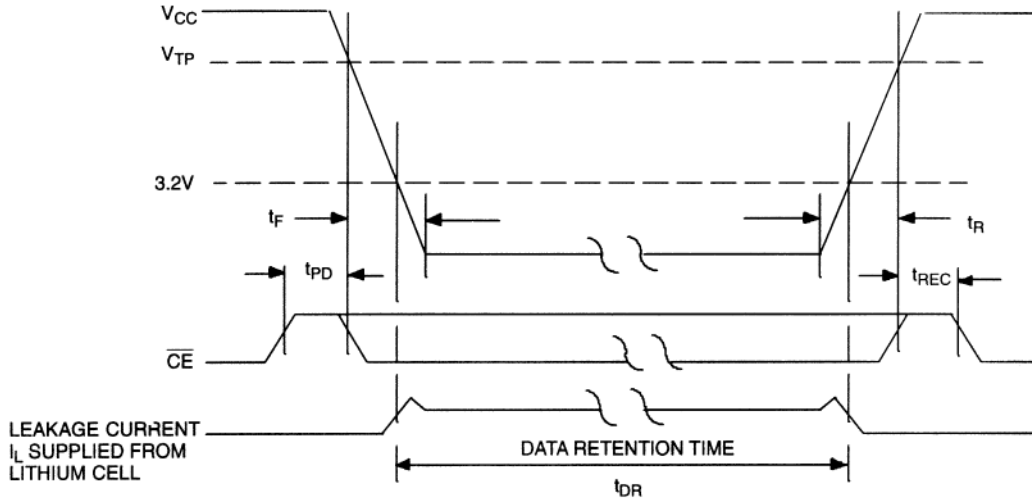 VCC
VTP
3.2V
tF
tR
tPD
tREC
CE
LEAKAGE CURRENT
IL SUPPLIED FROM
LITHIUM CELL
DATA RETENTION TIME
tDR